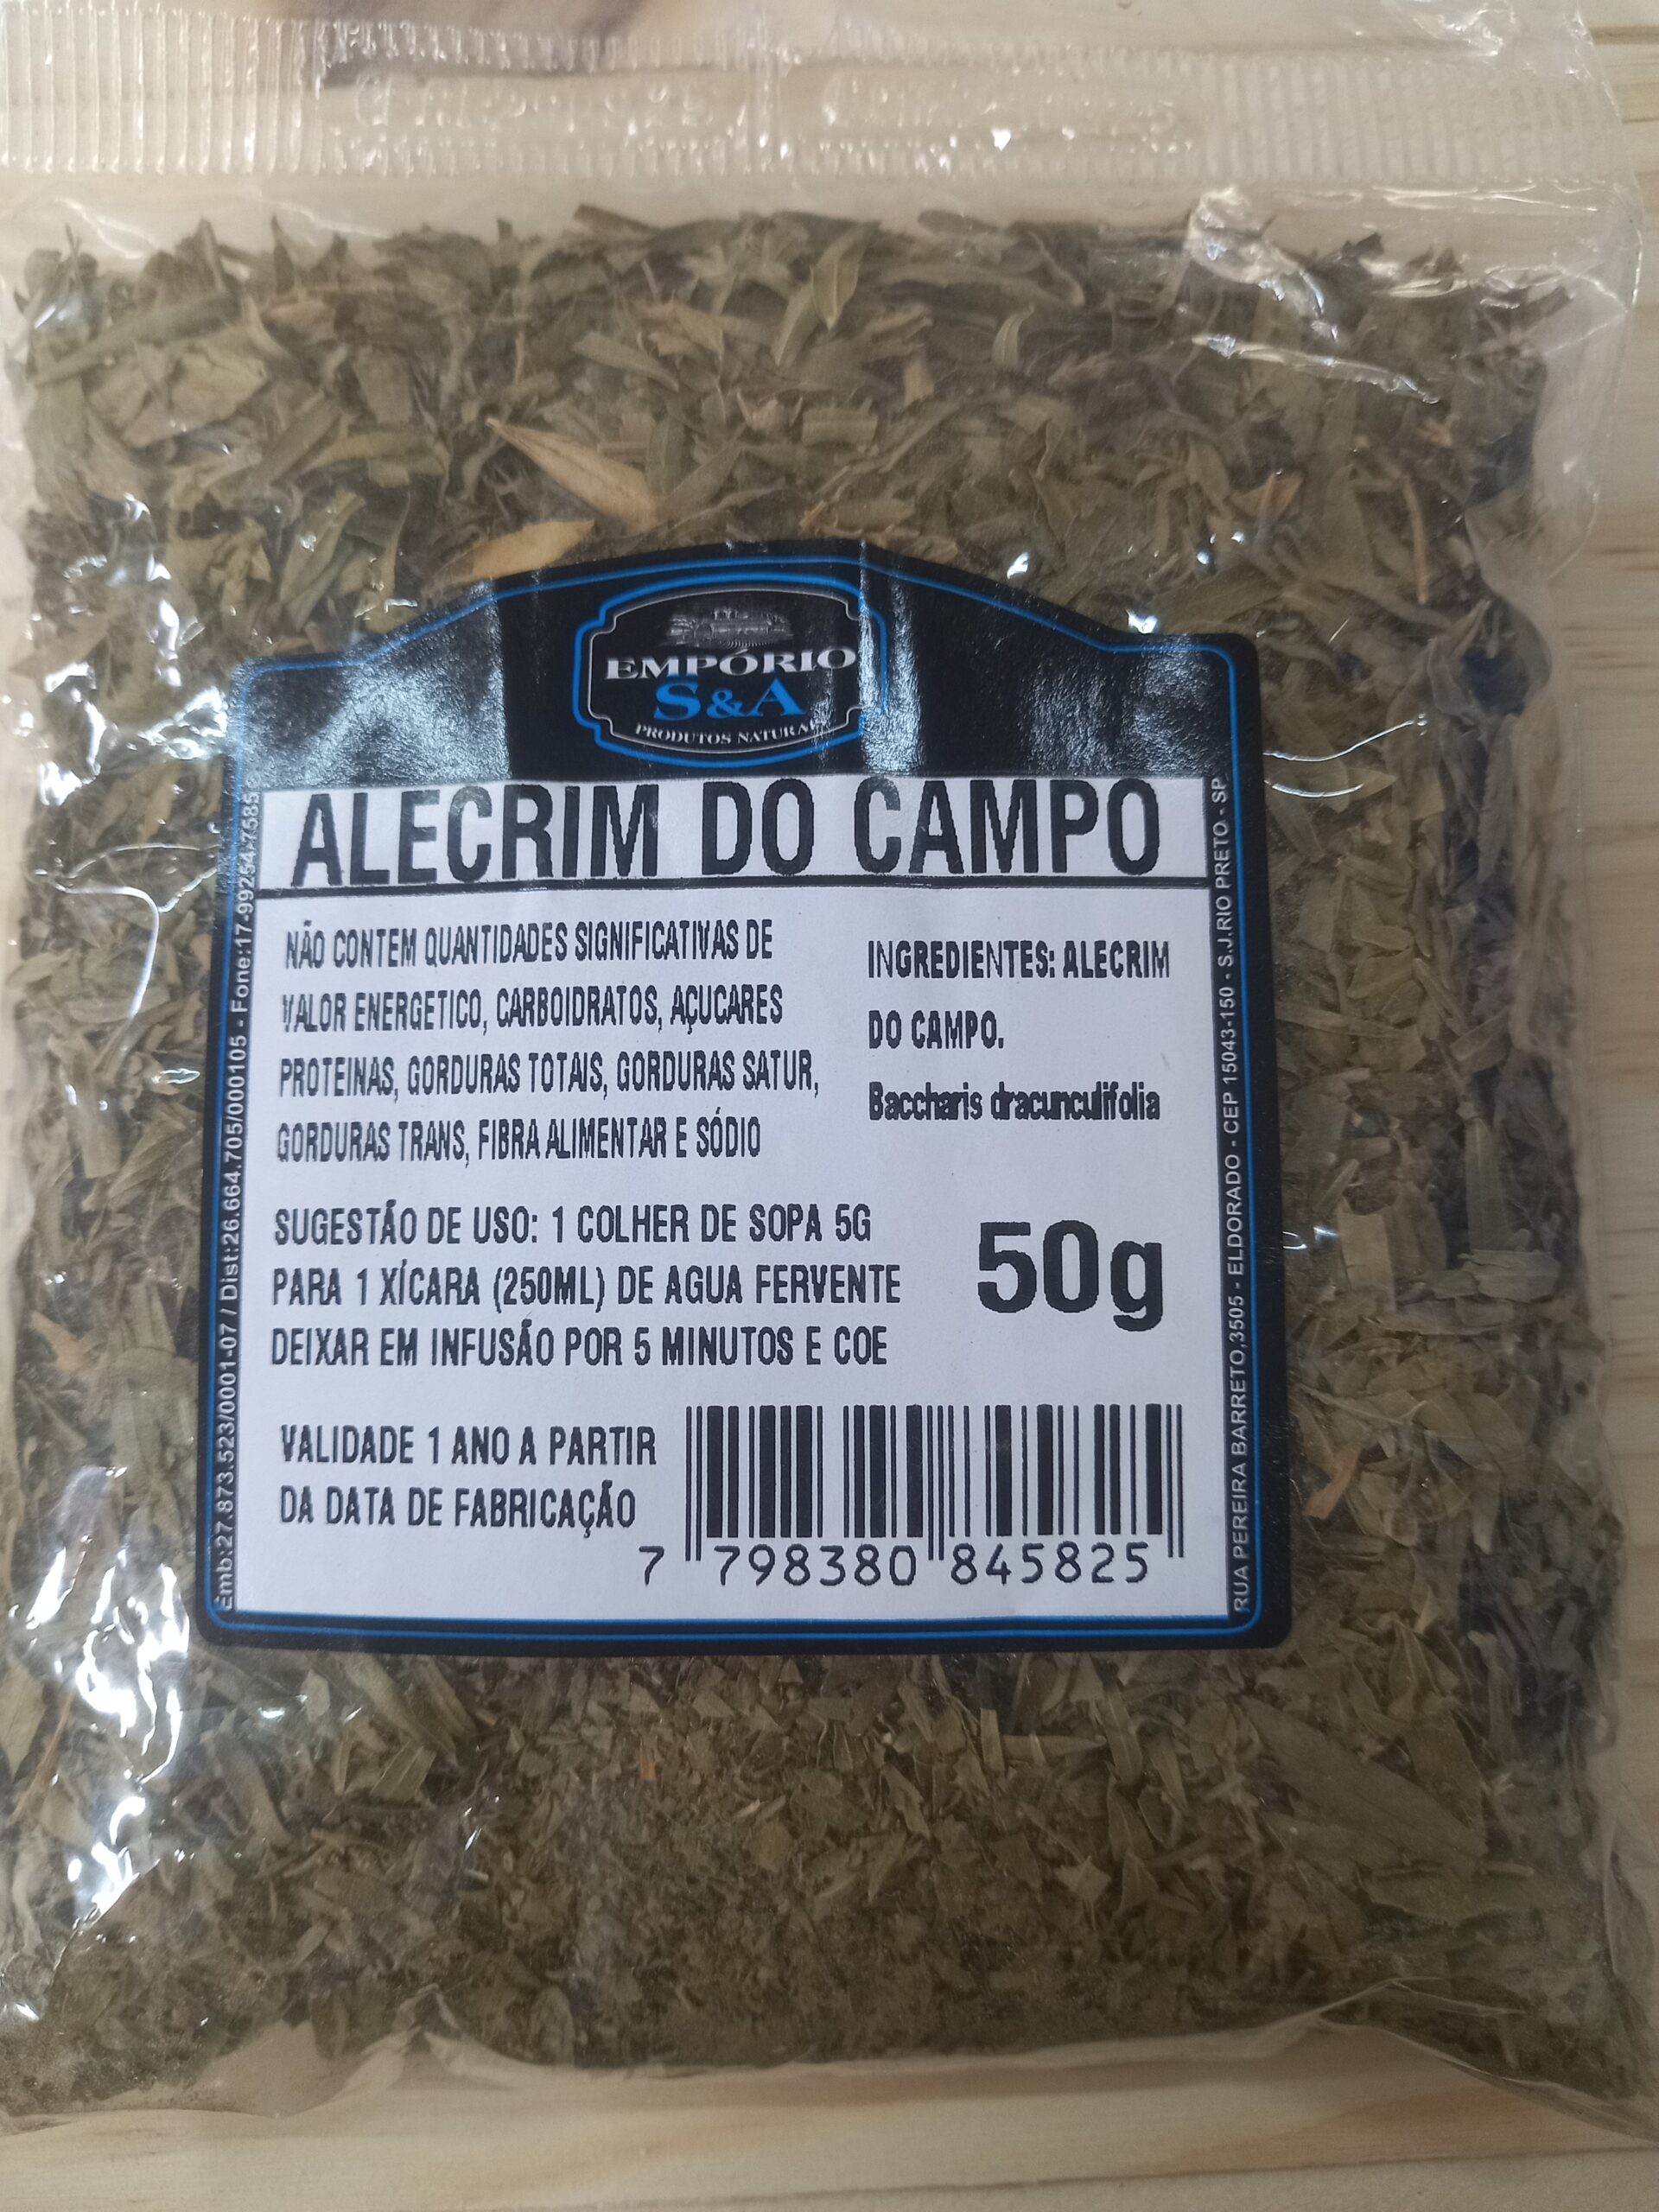 EMPÓRIO
S&A
PRODUTOS NATURAIS
ALECRIM DO CAMPO
NÃO CONTEM QUANTIDADES SIGNIFICATIVAS DE
VALOR ENERGETICO, CARBOIDRATOS, AÇUCARES
PROTEINAS, GORDURAS TOTAIS, GORDURAS SATUR,
GORDURAS TRANS, FIBRA ALIMENTAR E SÓDIO
INGREDIENTES: ALECRIM
DO CAMPO.
Baccharis dracunculifolia
SUGESTÃO DE USO: 1 COLHER DE SOPA 5G
PARA 1 XÍCARA (250ML) DE AGUA FERVENTE
DEIXAR EM INFUSÃO POR 5 MINUTOS E COE
50g
VALIDADE 1 ANO A PARTIR
DA DATA DE FABRICAÇÃO
7 798380 845825
Emb:27.873.523/0001-07 / Dist:26.664.705/000105 - Fone:17-99254-7585
RUA PEREIRA BARRETO,3505 - ELDORADO - CEP 15043-150 - S.J.RIO PRETO - SP